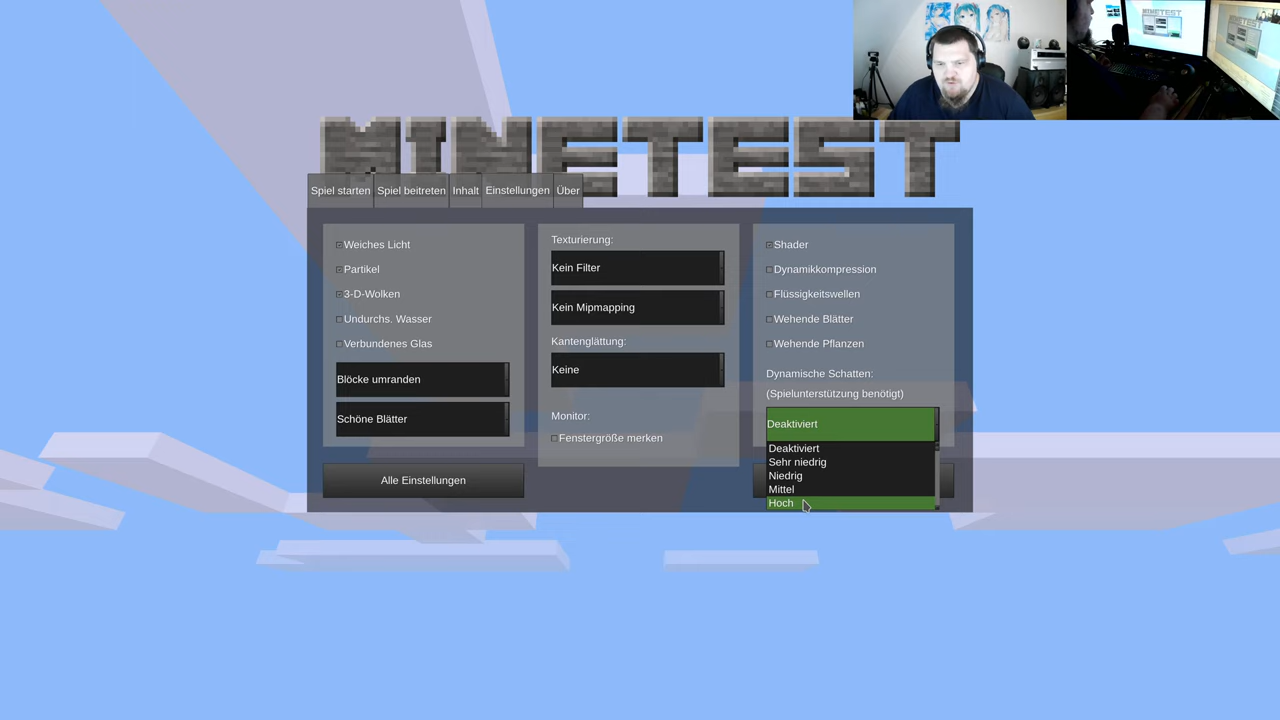 MINETEST
Spiel starten
Spiel beitreten
Inhalt
Einstellungen
Über
Weiches Licht
Partikel
3-D-Wolken
Undurchs. Wasser
Verbundenes Glas
Blöcke umranden
Schöne Blätter
Alle Einstellungen
Texturierung:
Kein Filter
Kein Mipmapping
Kantenglättung:
Keine
Monitor:
Fenstergröße merken
Shader
Dynamikkompression
Flüssigkeitswellen
Wehende Blätter
Wehende Pflanzen
Dynamische Schatten:
(Spielunterstützung benötigt)
Deaktiviert
Deaktiviert
Sehr niedrig
Niedrig
Mittel
Hoch